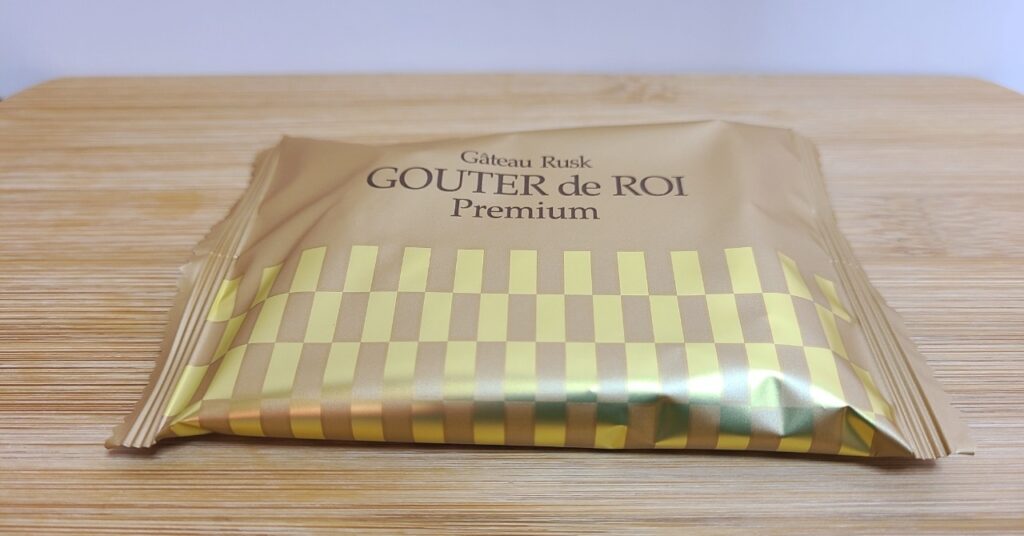 Gâteau Rusk
GOUTER de ROI
Premium